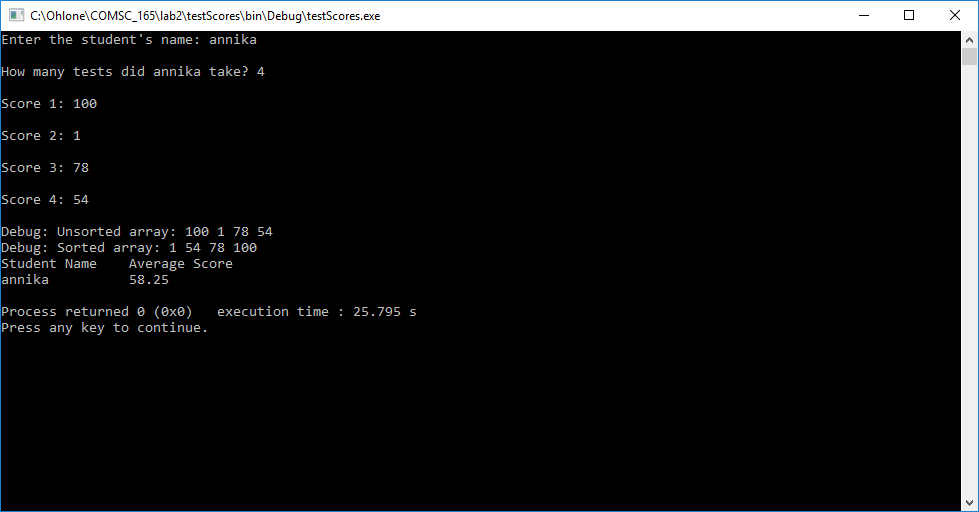 C:\Ohlone\COMSC_165\lab2\testScores\bin\Debug\testScores.exe
Enter the student's name: annika
How many tests did annika take? 4
Score 1: 100
Score 2: 1
Score 3: 78
Score 4: 54
Debug: Unsorted array: 100 1 78 54
Debug: Sorted array: 1 54 78 100
Student Name    Average Score
annika          58.25
Process returned 0 (0x0)   execution time : 25.795 s
Press any key to continue.